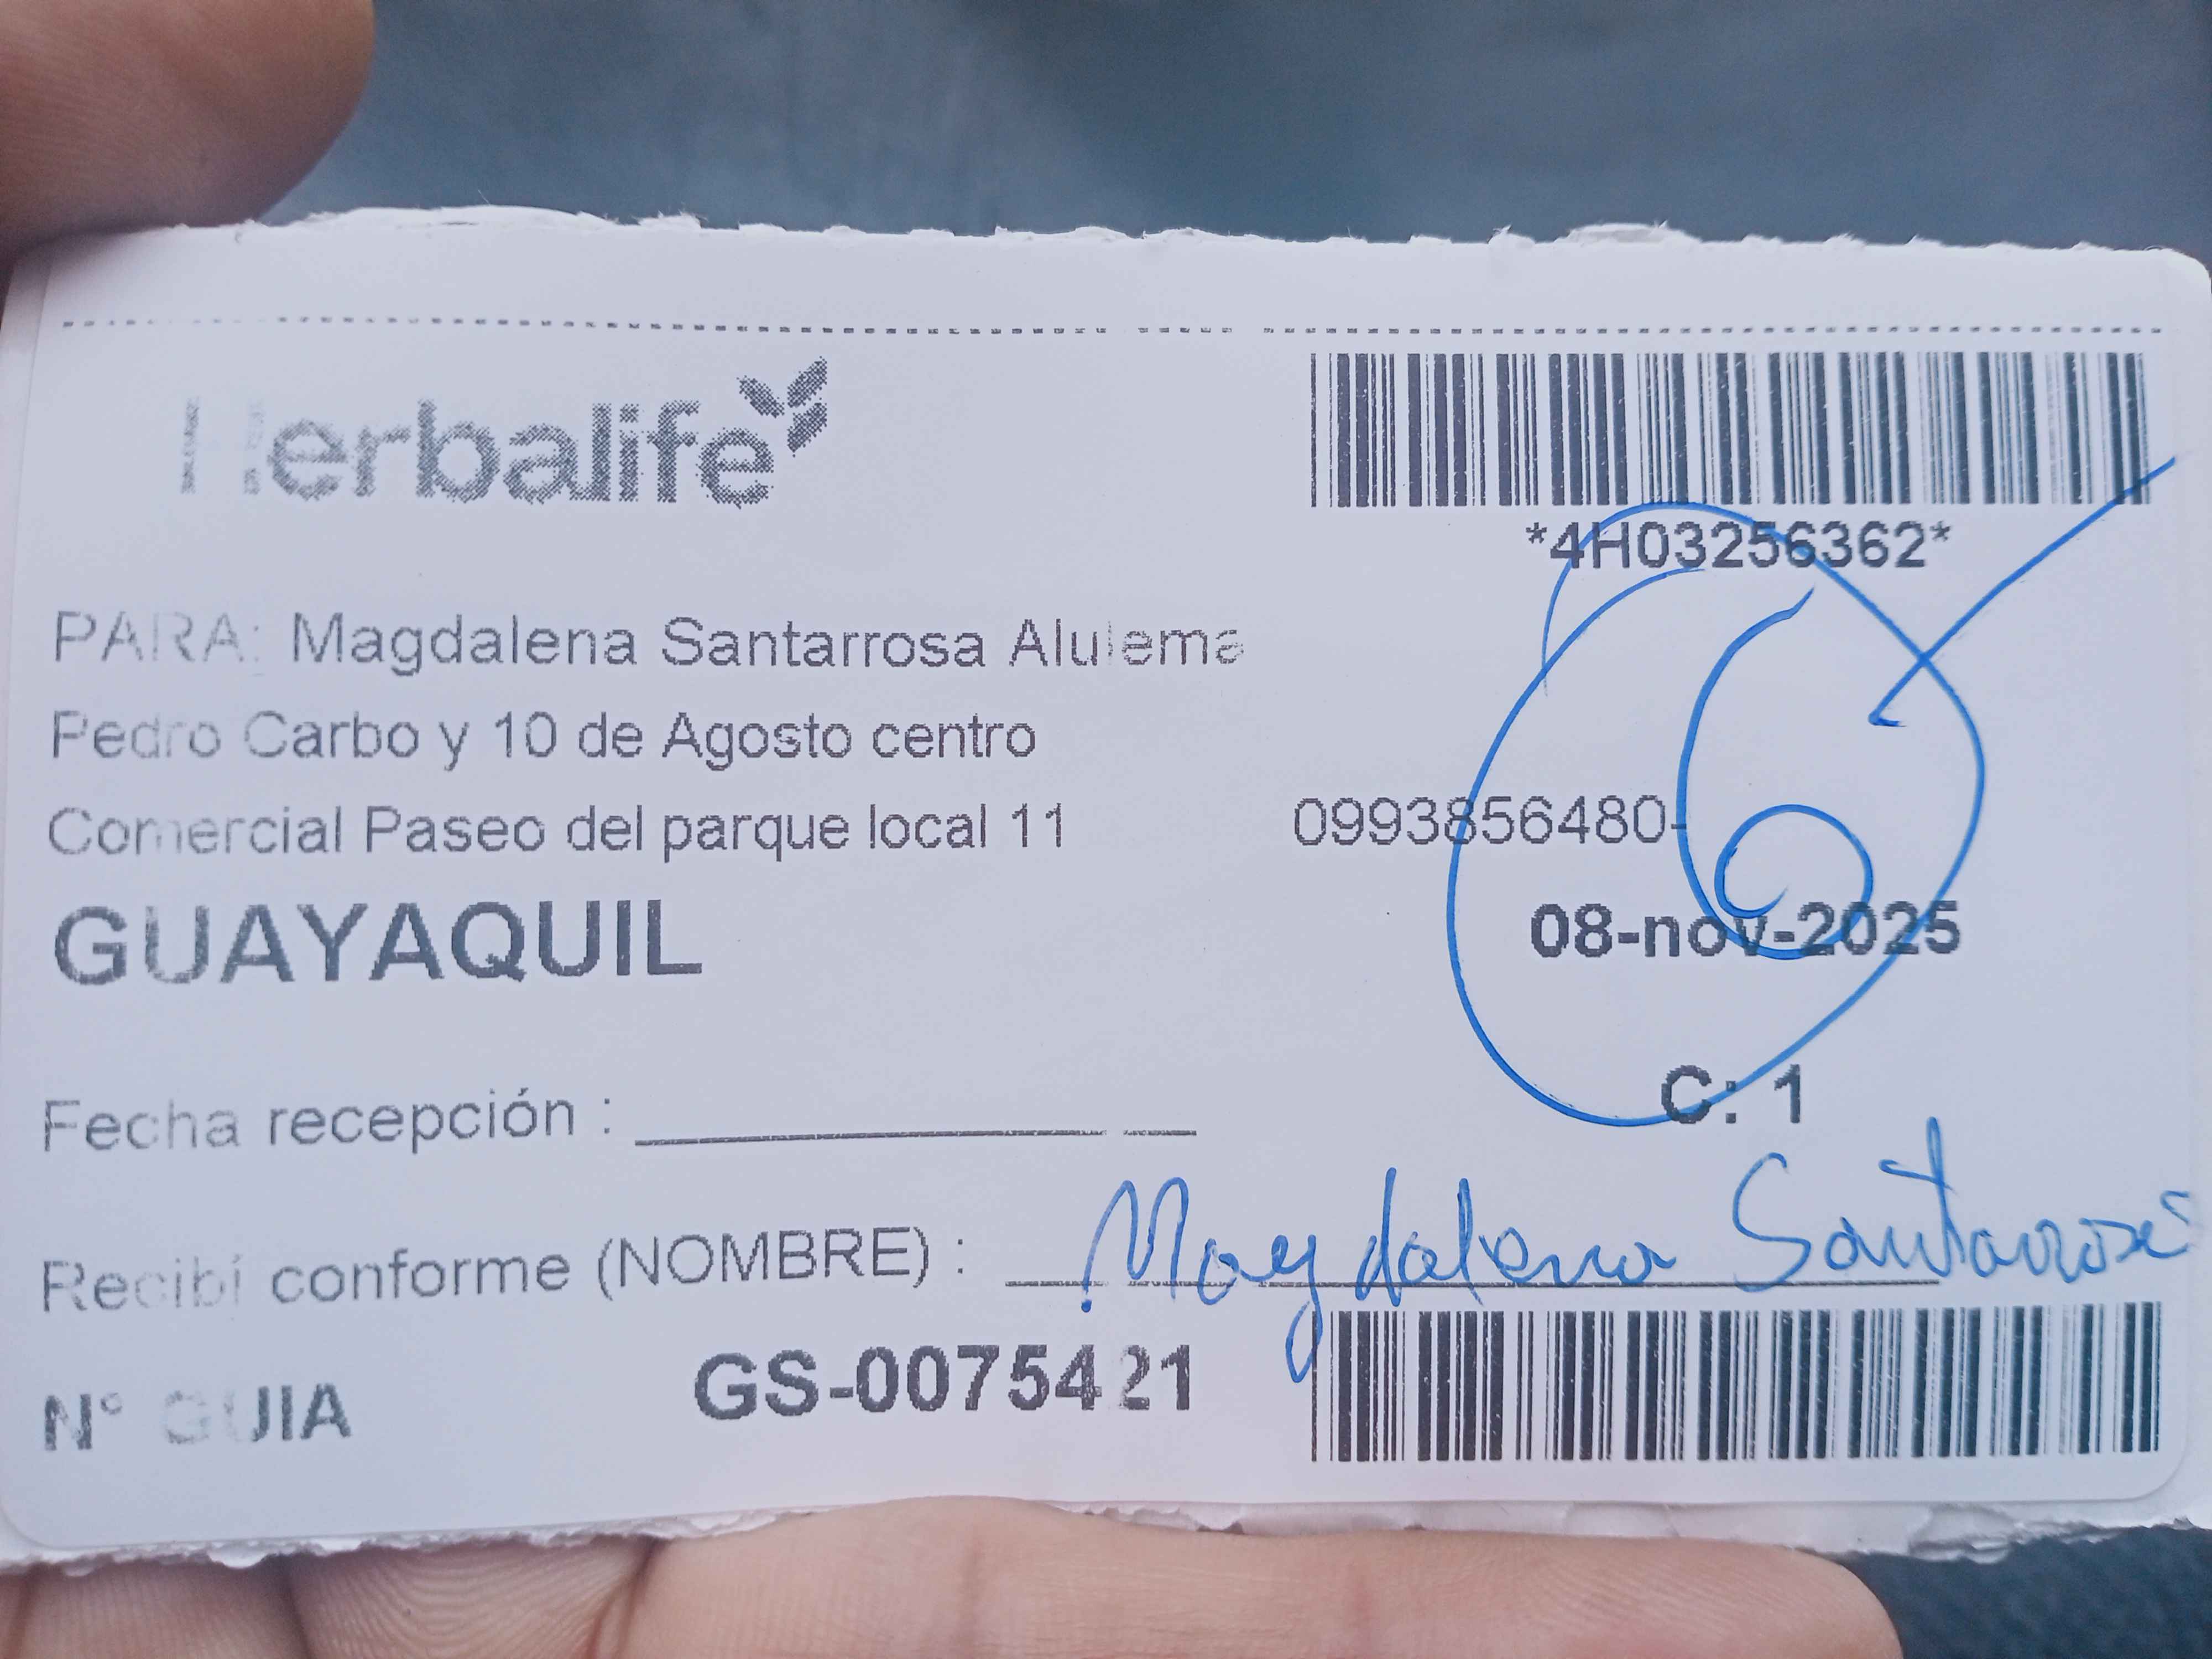 Herbalife
*4H03256362*
PARA: Magdalena Santarrosa Alulema
Pedro Carbo y 10 de Agosto centro
Comercial Paseo del parque local 11
0993856480-
GUAYAQUIL
08-nov-2025
6
C: 1
Fecha recepción :
Recibí conforme (NOMBRE) : Magdalena Santarrosa
N° GUIA GS-0075421